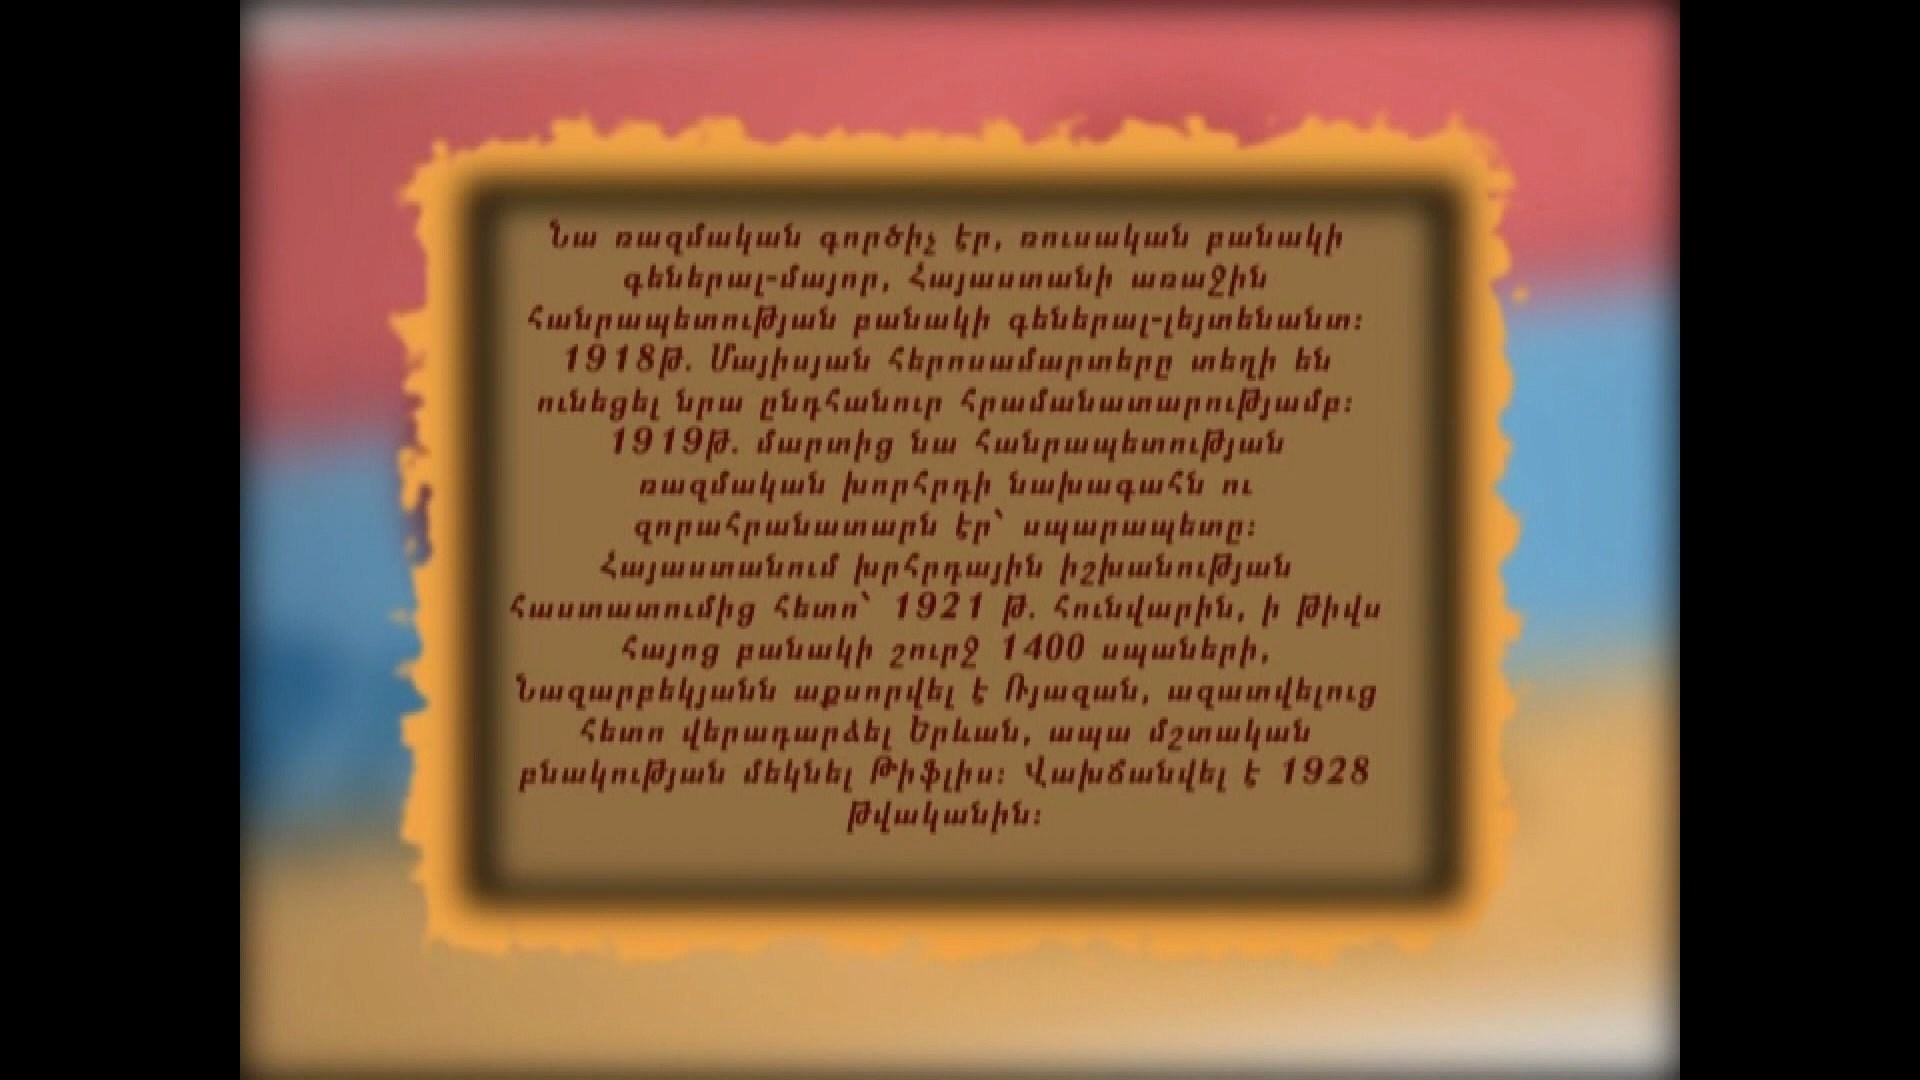 Նա ռազմական գործիչ էր, ռուսական բանակի
գեներալ-մայոր, Հայաստանի առաջին
հանրապետության բանակի գեներալ-լեյտենանտ։
1918թ. Մայիսյան հերոսամարտերը տեղի են
ունեցել նրա ընդհանուր հրամանատարությամբ։
1919թ. մարտից նա հանրապետության
ռազմական խորհրդի նախագահն ու
զորահրանատարն էր՝ սպարապետը։
Հայաստանում խրհրդային իշխանության
հաստատումից հետո՝ 1921 թ. հունվարին, ի թիվս
հայոց բանակի շուրջ 1400 սպաների,
Նազարբեկյանն աքսորվել է Ռյազան, ազատվելուց
հետո վերադարձել Երևան, ապա մշտական
բնակության մեկնել Թիֆլիս։ Վախճանվել է 1928
թվականին։